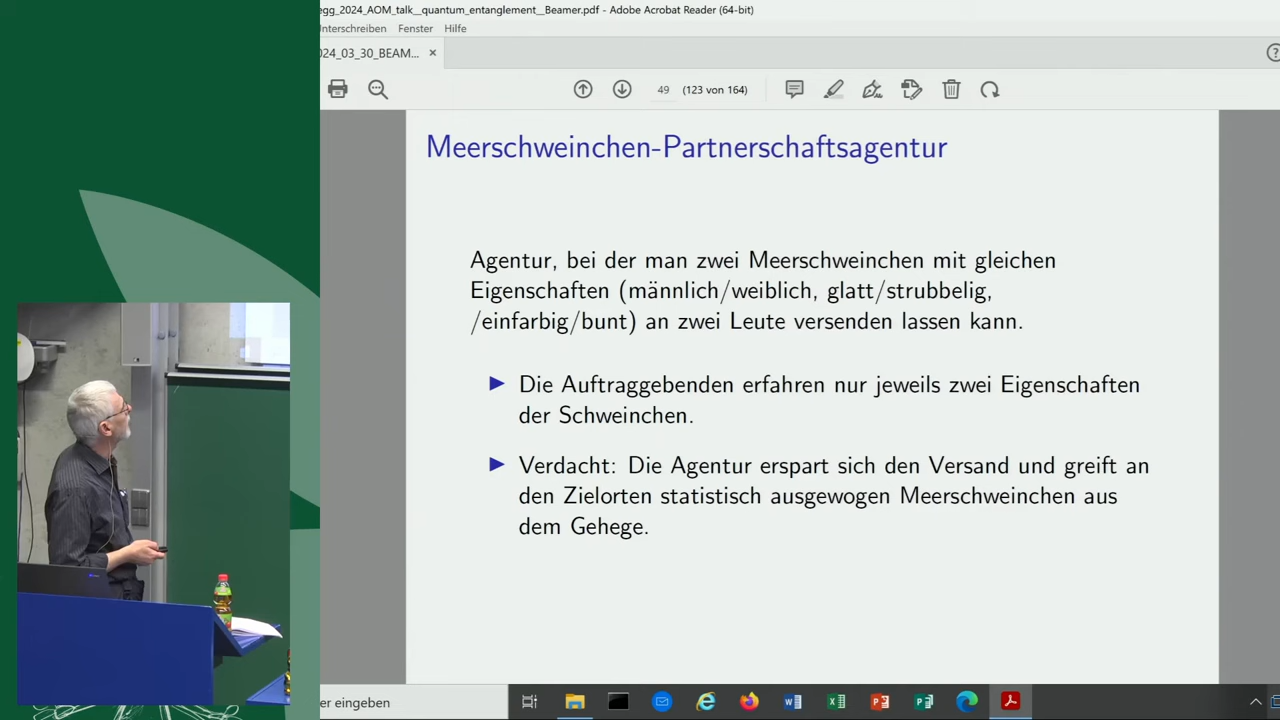 egg_2024_AOM_talk__quantum_entanglement__Beamer.pdf - Adobe Acrobat Reader (64-bit)
Unterschreiben Fenster Hilfe
024_03_30_BEAM... ×
49 (123 von 164)
Meerschweinchen-Partnerschaftsagentur
Agentur, bei der man zwei Meerschweinchen mit gleichen
Eigenschaften (männlich/weiblich, glatt/strubbelig,
/einfarbig/bunt) an zwei Leute versenden lassen kann.
▶ Die Auftraggebenden erfahren nur jeweils zwei Eigenschaften
der Schweinchen.
▶ Verdacht: Die Agentur erspart sich den Versand und greift an
den Zielorten statistisch ausgewogen Meerschweinchen aus
dem Gehege.
er eingeben